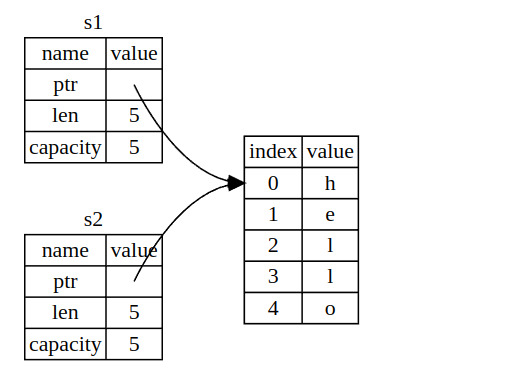 s1
name value
ptr
len 5
capacity 5
s2
name value
ptr
len 5
capacity 5
index value
0 h
1 e
2 l
3 l
4 o